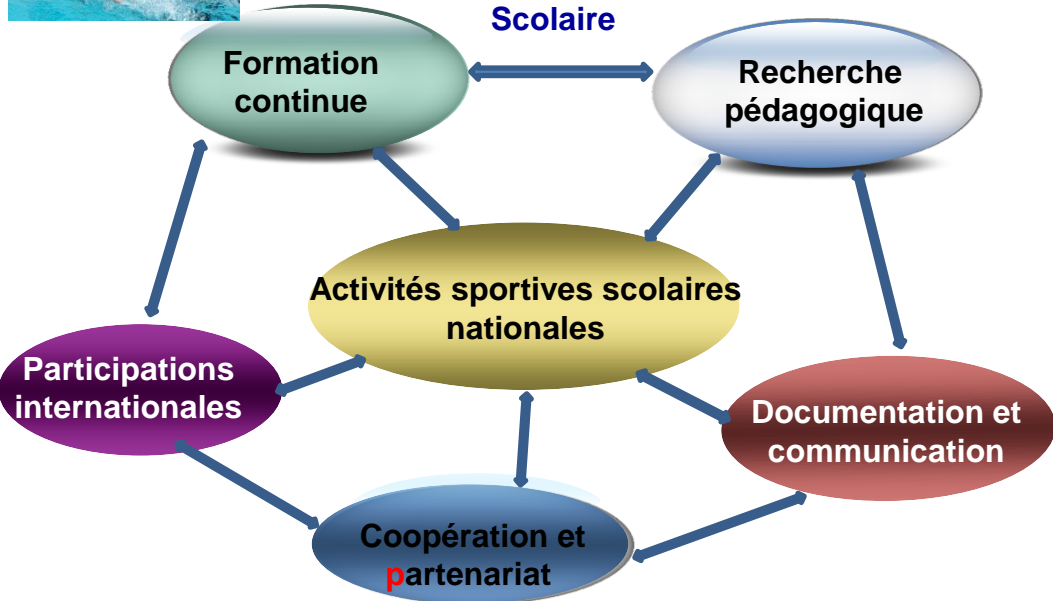 Scolaire
Formation
continue
Recherche
pédagogique
Activités sportives scolaires
nationales
Participations
internationales
Documentation et
communication
Coopération et
partenariat